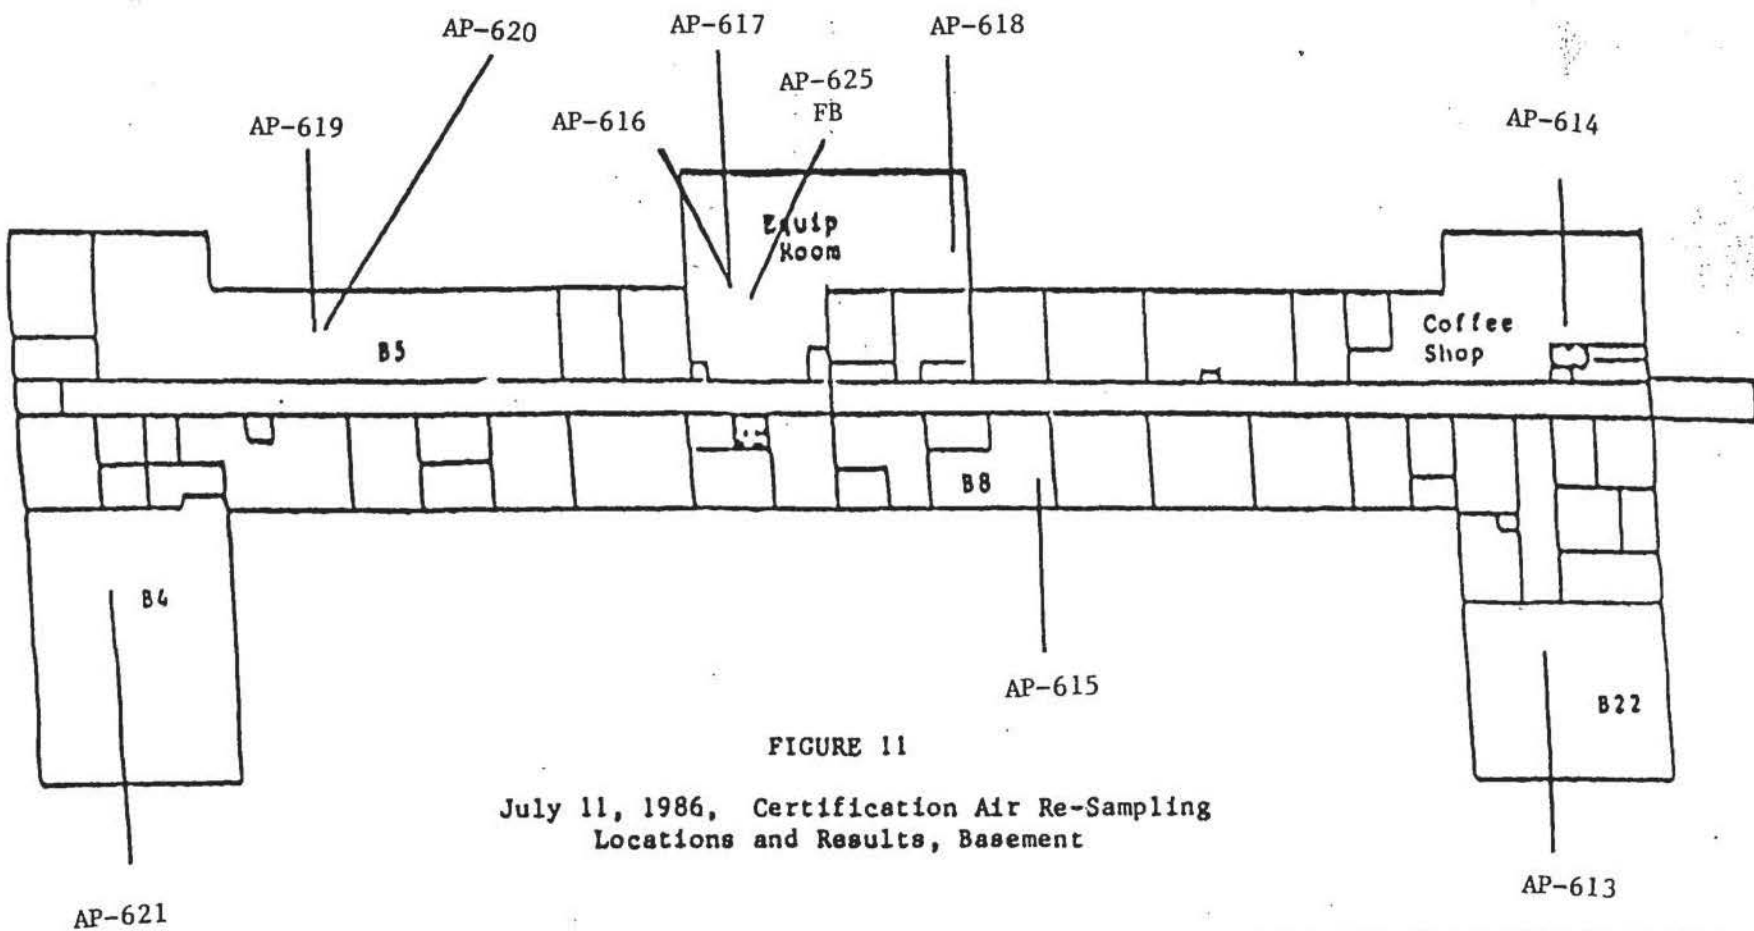 AP-620
AP-617
AP-618
AP-625
FB
AP-619
AP-616
AP-614
Equip
Room
Coffee
Shop
B5
B8
B4
AP-615
B22
FIGURE 11
July 11, 1986, Certification Air Re-Sampling
Locations and Results, Basement
AP-613
AP-621